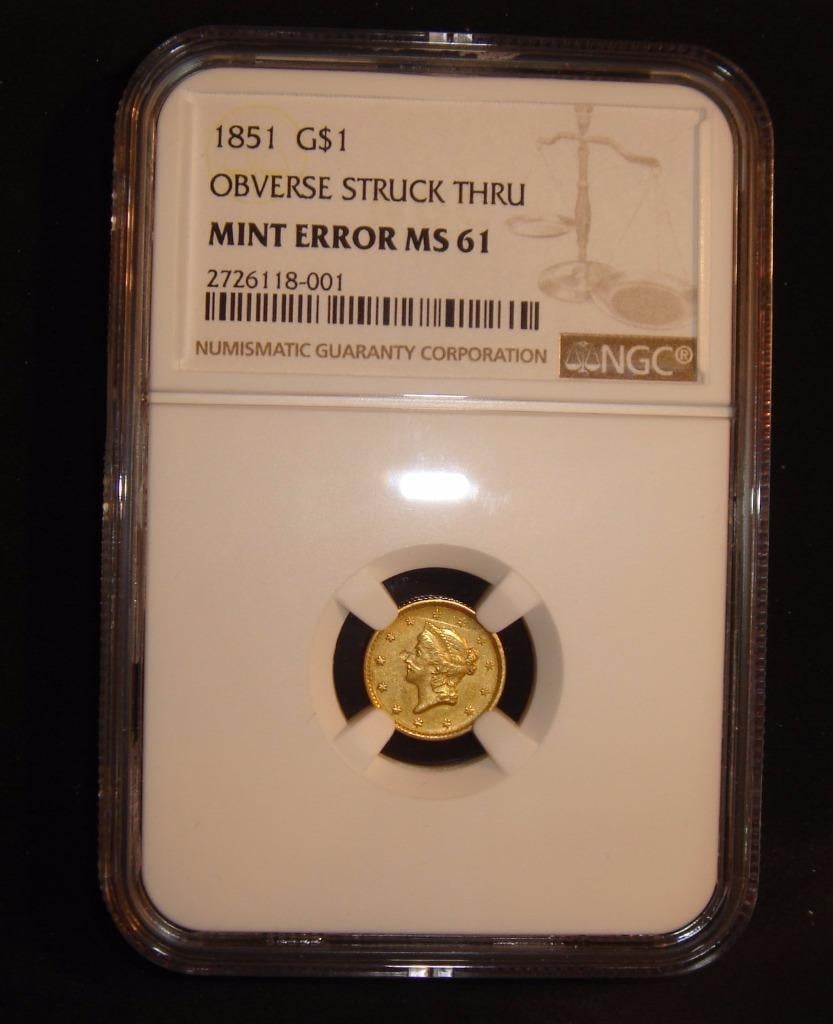 1851 G$1
OBVERSE STRUCK THRU
MINT ERROR MS 61
2726118-001
NUMISMATIC GUARANTY CORPORATION NGC®